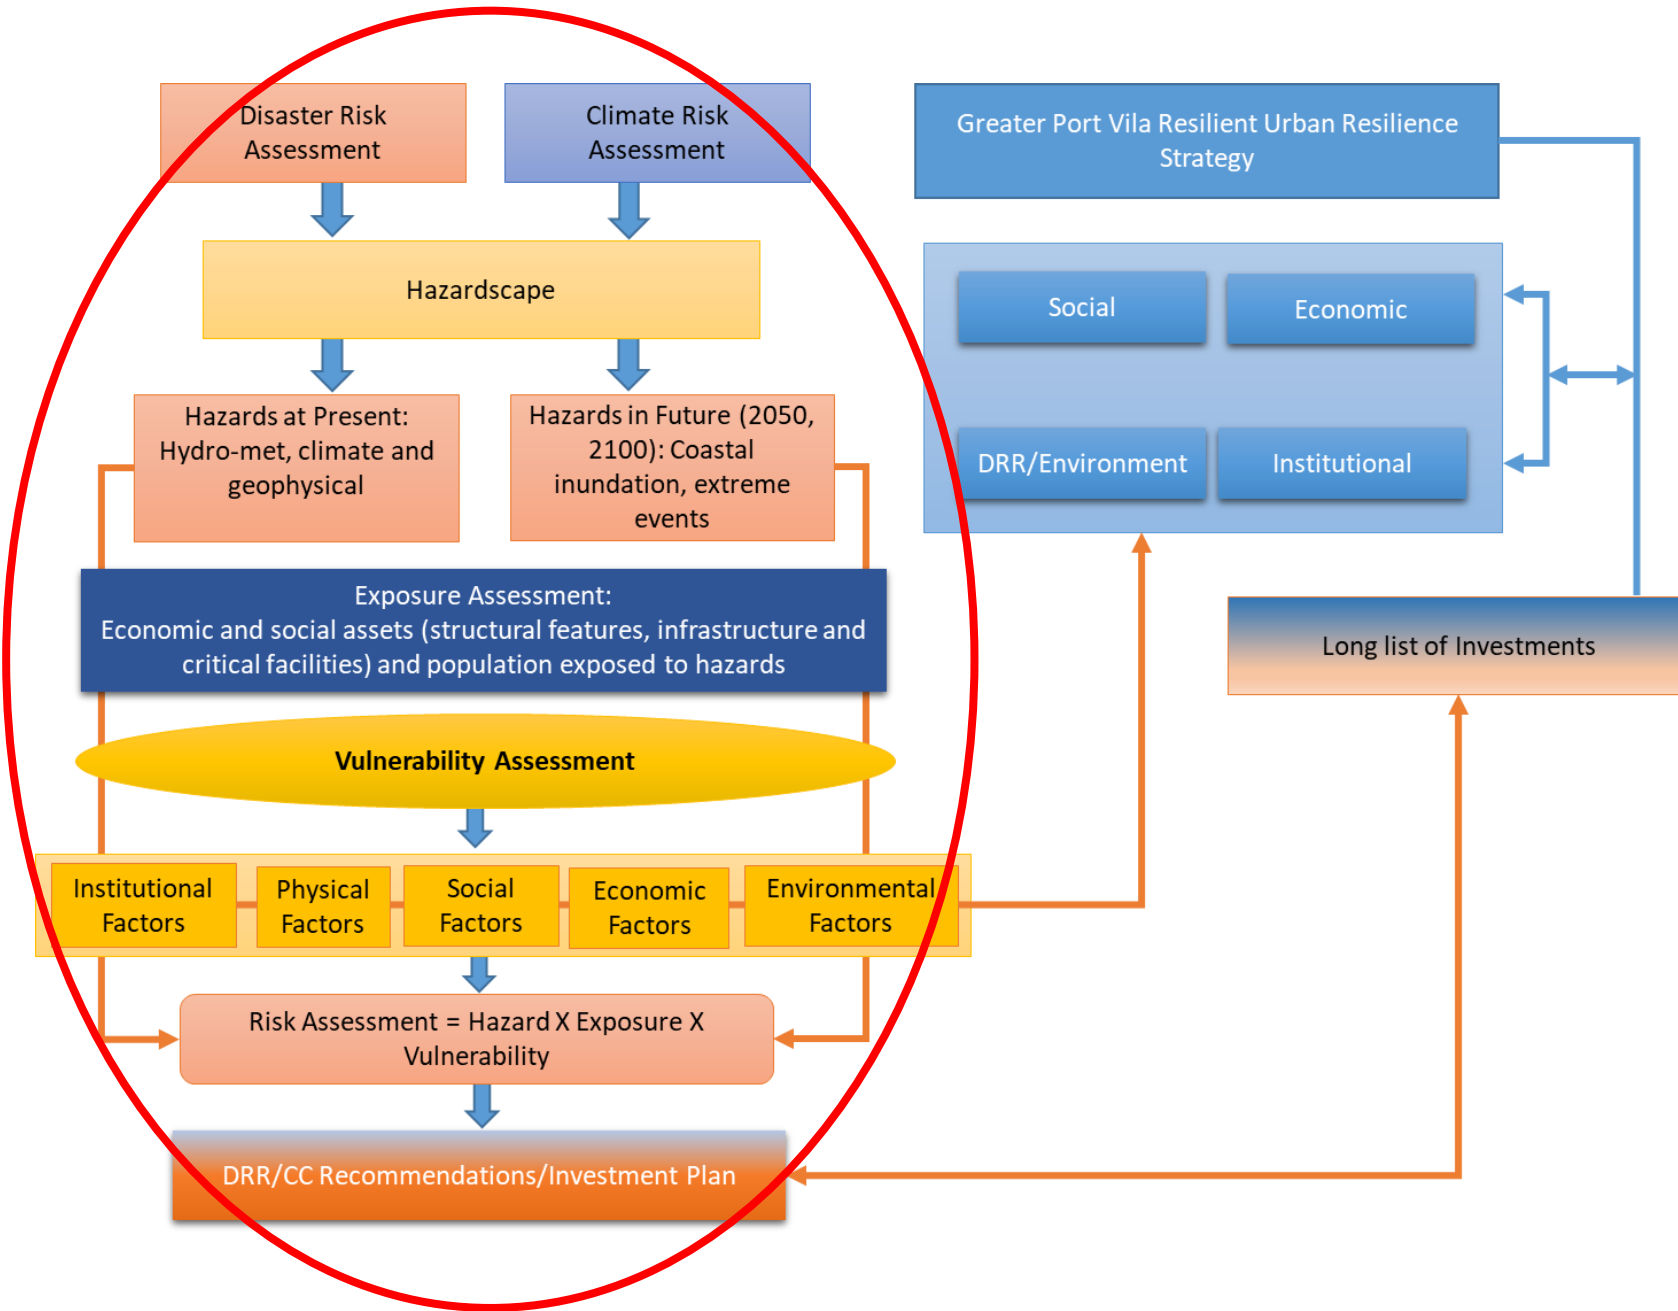 Disaster Risk
Assessment
Climate Risk
Assessment
Greater Port Vila Resilient Urban Resilience
Strategy
Hazardscape
Social
Economic
DRR/Environment
Institutional
Hazards at Present:
Hydro-met, climate and
geophysical
Hazards in Future (2050,
2100): Coastal
inundation, extreme
events
Exposure Assessment:
Economic and social assets (structural features, infrastructure and
critical facilities) and population exposed to hazards
Long list of Investments
Vulnerability Assessment
Institutional
Factors
Physical
Factors
Social
Factors
Economic
Factors
Environmental
Factors
Risk Assessment = Hazard X Exposure X
Vulnerability
DRR/CC Recommendations/Investment Plan